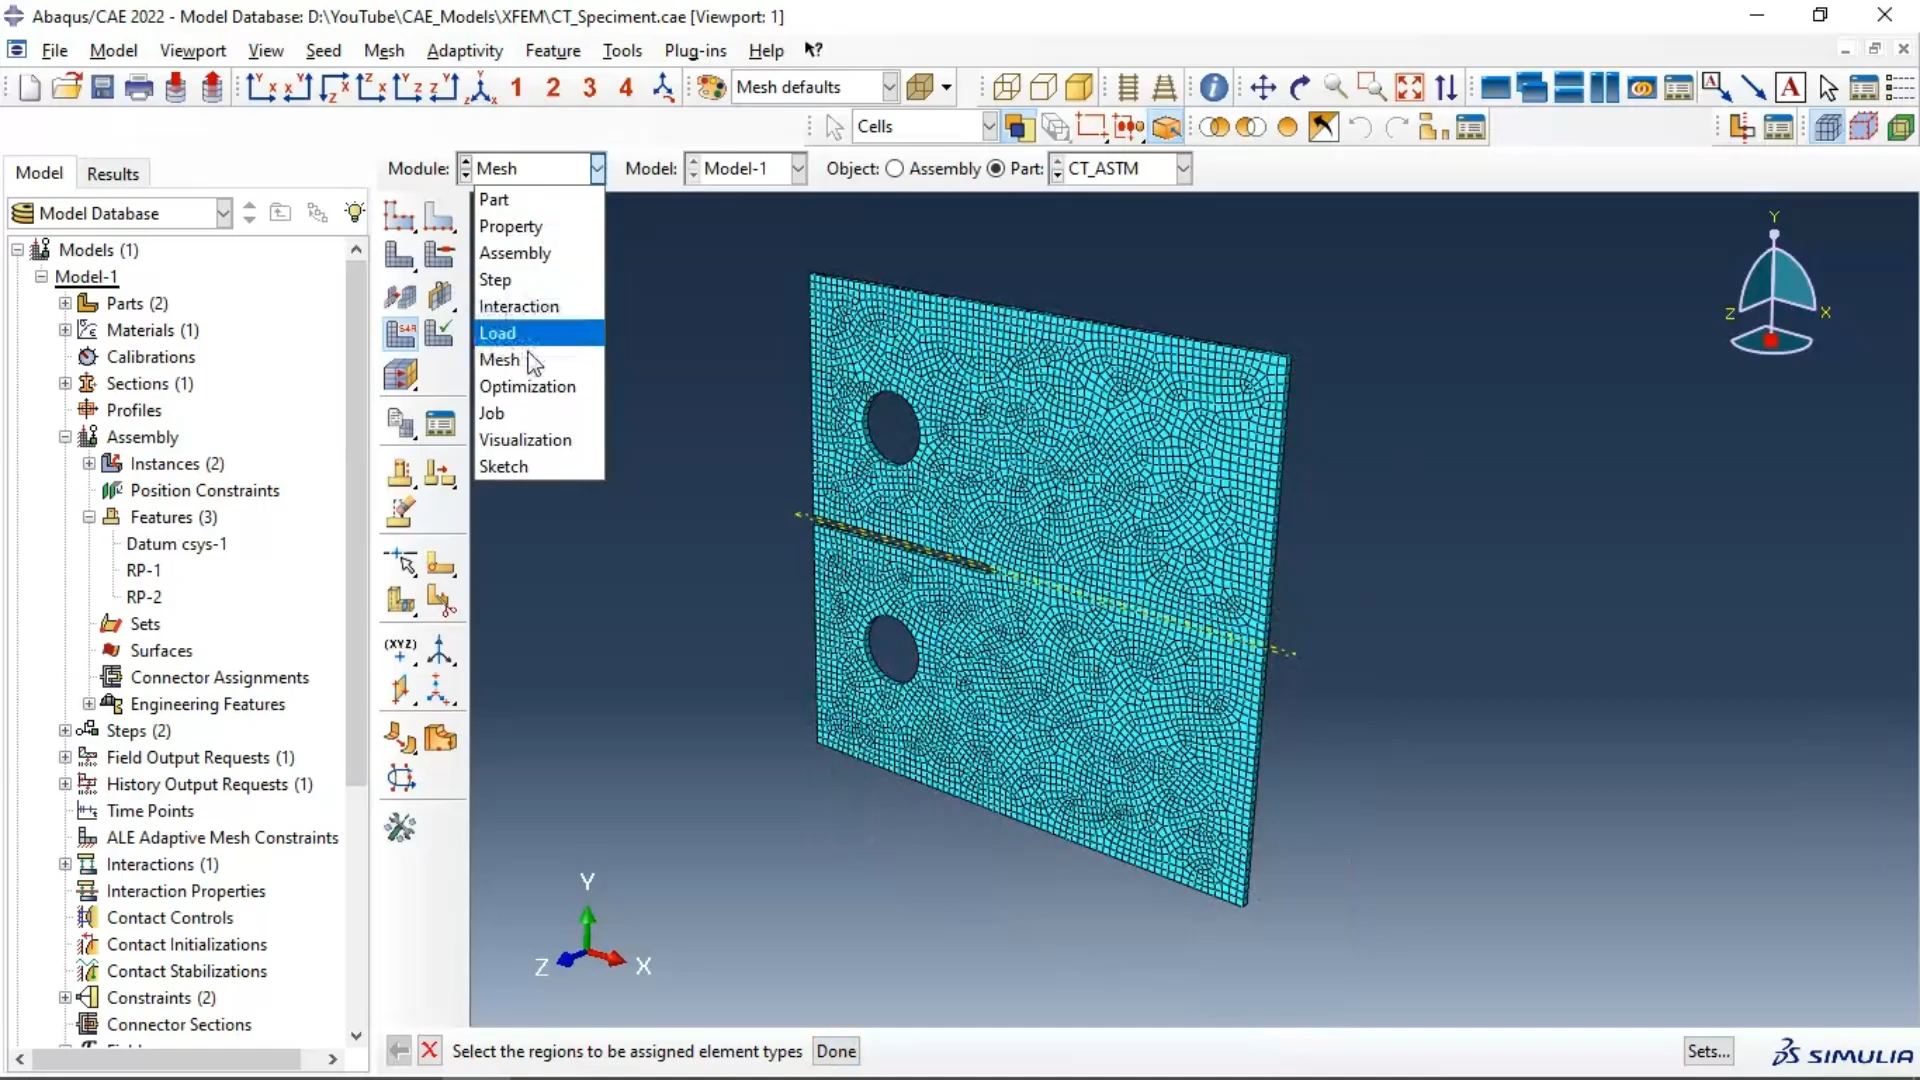 Abaqus/CAE 2022 - Model Database: D:\YouTube\CAE_Models\XFEM\CT_Speciment.cae [Viewport: 1]
File Model Viewport View Seed Mesh Adaptivity Feature Tools Plug-ins Help
1 2 3 4 Mesh defaults
Cells
Model Results
Module: Mesh Model: Model-1 Object: Assembly Part: CT_ASTM
Model Database
Models (1)
Model-1
Parts (2)
Materials (1)
Calibrations
Sections (1)
Profiles
Assembly
Instances (2)
Position Constraints
Features (3)
Datum csys-1
RP-1
RP-2
Sets
Surfaces
Connector Assignments
Engineering Features
Steps (2)
Field Output Requests (1)
History Output Requests (1)
Time Points
ALE Adaptive Mesh Constraints
Interactions (1)
Interaction Properties
Contact Controls
Contact Initializations
Contact Stabilizations
Constraints (2)
Connector Sections
Part
Property
Assembly
Step
Interaction
Load
Mesh
Optimization
Job
Visualization
Sketch
(XYZ)
Y
Z X
Y
Z X
Select the regions to be assigned element types Done
Sets...
SIMULIA